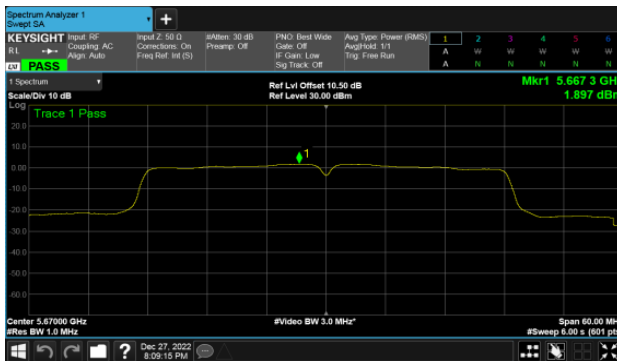 Spectrum Analyzer 1
Swept SA
KEYSIGHT Input: RF Input Z: 50 Ω #Atten: 30 dB PNO: Best Wide Avg Type: Power (RMS) 1 2 3 4 5 6
RL Coupling: AC Corrections: On Preamp: Off Gate: Off Avg|Hold: 1/1 A W W W W W
Align: Auto Freq Ref: Int (S) IF Gain: Low Trig: Free Run
PASS Sig Track: Off A N N N N N
1 Spectrum
Ref Lvl Offset 10.50 dB Mkr1 5.667 3 GH
Scale/Div 10 dB Ref Level 30.00 dBm 1.897 dBr
Log
Trace 1 Pass
20.0
10.0
1
0.00
-10.0
-20.0
-30.0
-40.0
-50.0
-60.0
Center 5.67000 GHz #Video BW 3.0 MHz* Span 60.00 MH
#Res BW 1.0 MHz #Sweep 6.00 s (601 pts
? Dec 27, 2022
8:09:15 PM